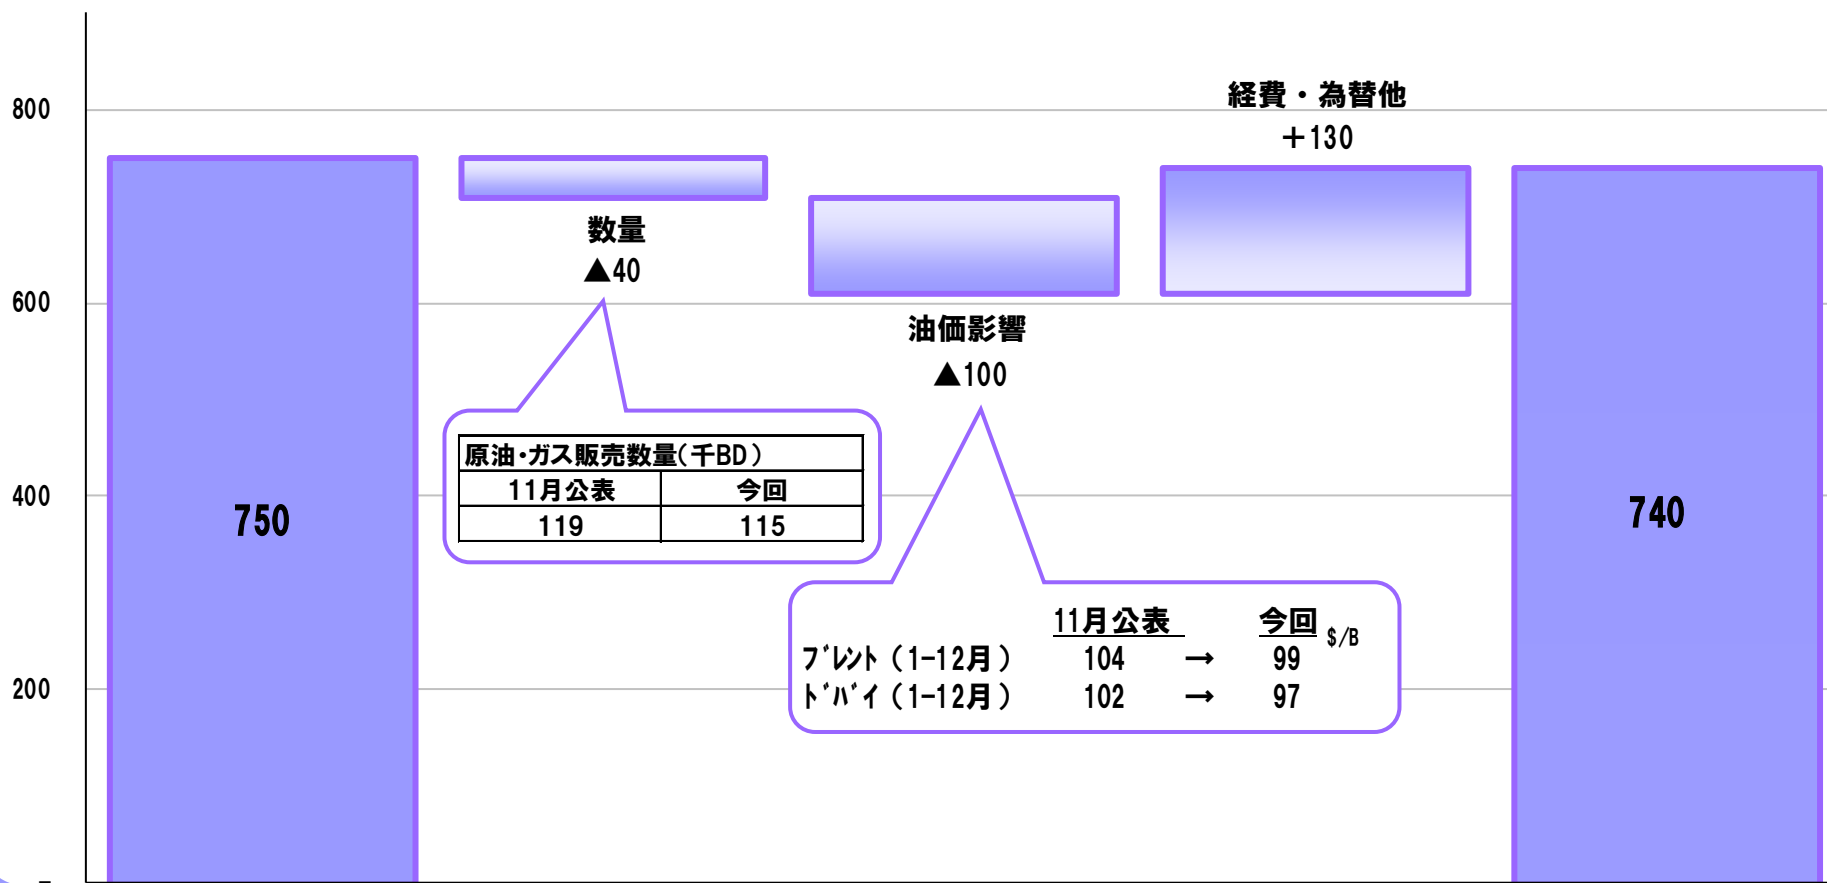 800
600
400
200
750
数量
▲40
原油・ガス販売数量(千BD)
11月公表 今回
119 115
油価影響
▲100
11月公表 今回 $/B
ブレント(1-12月) 104 → 99
ドバイ(1-12月) 102 → 97
経費・為替他
+130
740